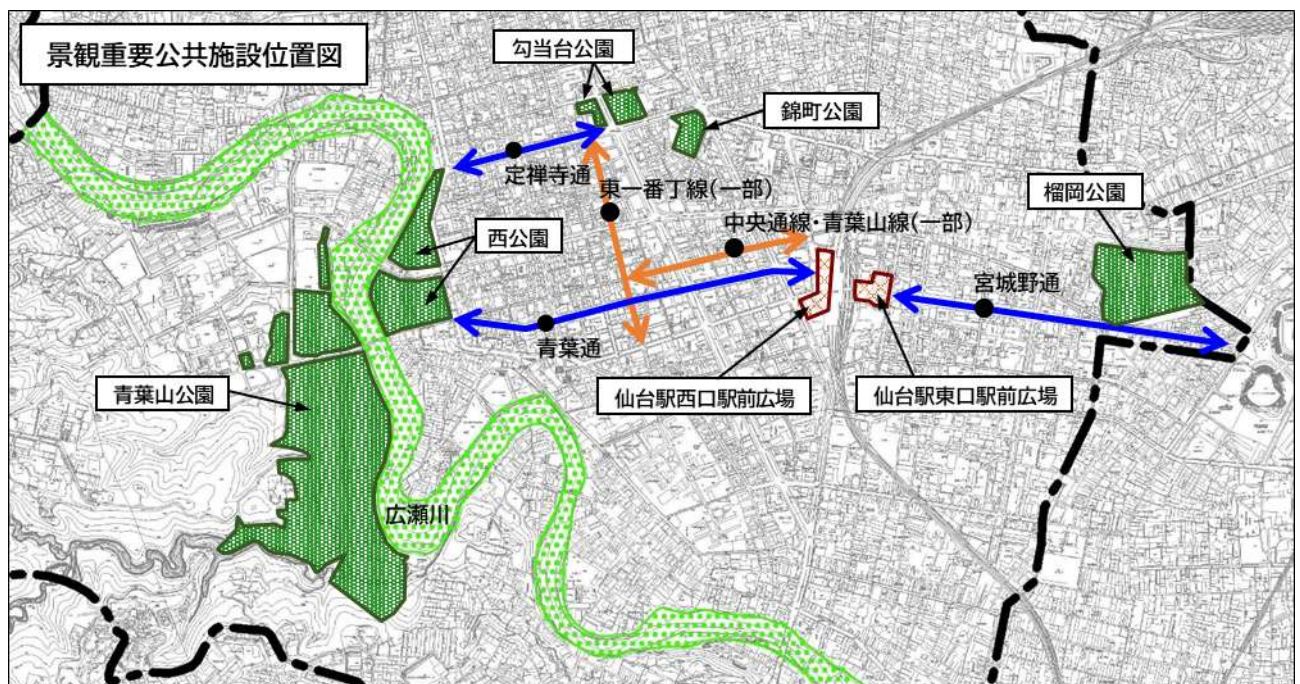 景観重要公共施設位置図
勾当台公園
錦町公園
定禅寺通
東一番丁線(一部)
榴岡公園
西公園
中央通線・青葉山線(一部)
宮城野通
青葉通
青葉山公園
仙台駅西口駅前広場
仙台駅東口駅前広場
広瀬川